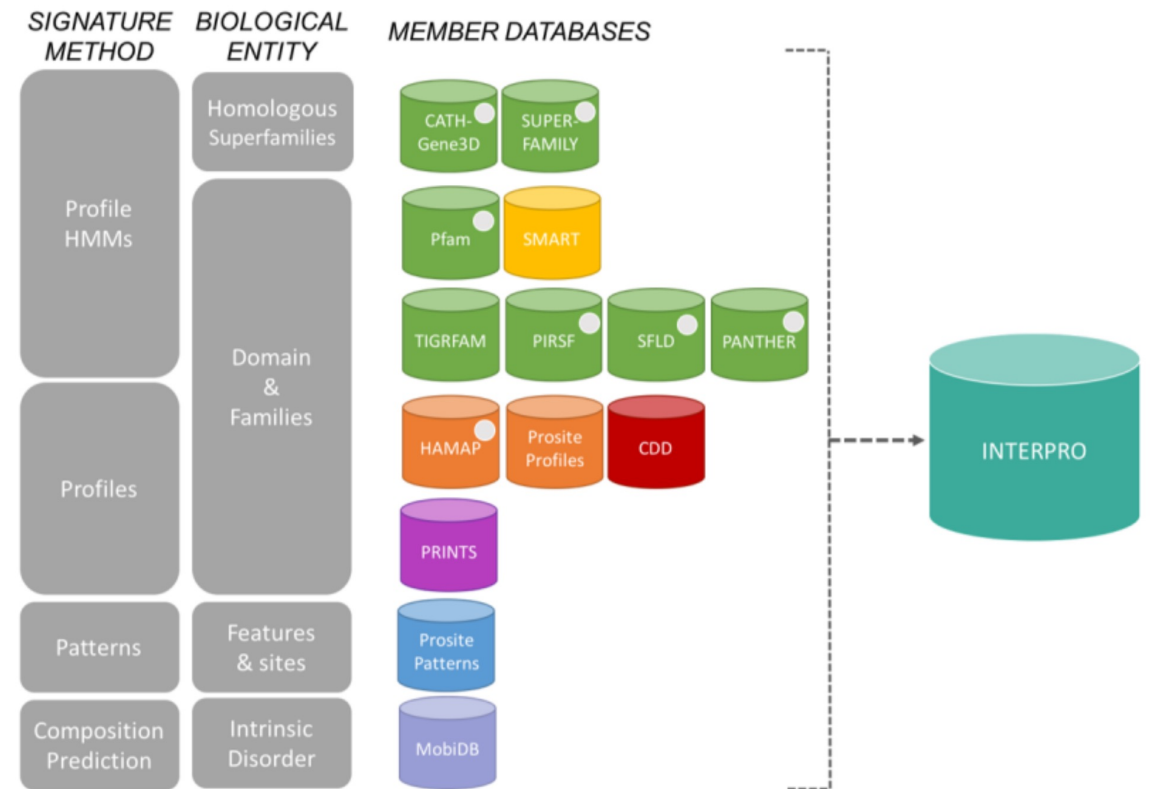 SIGNATURE
METHOD
BIOLOGICAL
ENTITY
MEMBER DATABASES
Homologous
Superfamilies
CATH-
Gene3D
SUPER-
FAMILY
Profile
HMMs
Pfam
SMART
TIGRFAM
PIRSF
SFLD
PANTHER
Domain
&
Families
HAMAP
Prosite
Profiles
CDD
INTERPRO
Profiles
PRINTS
Patterns
Features
& sites
Prosite
Patterns
Composition
Prediction
Intrinsic
Disorder
MobiDB